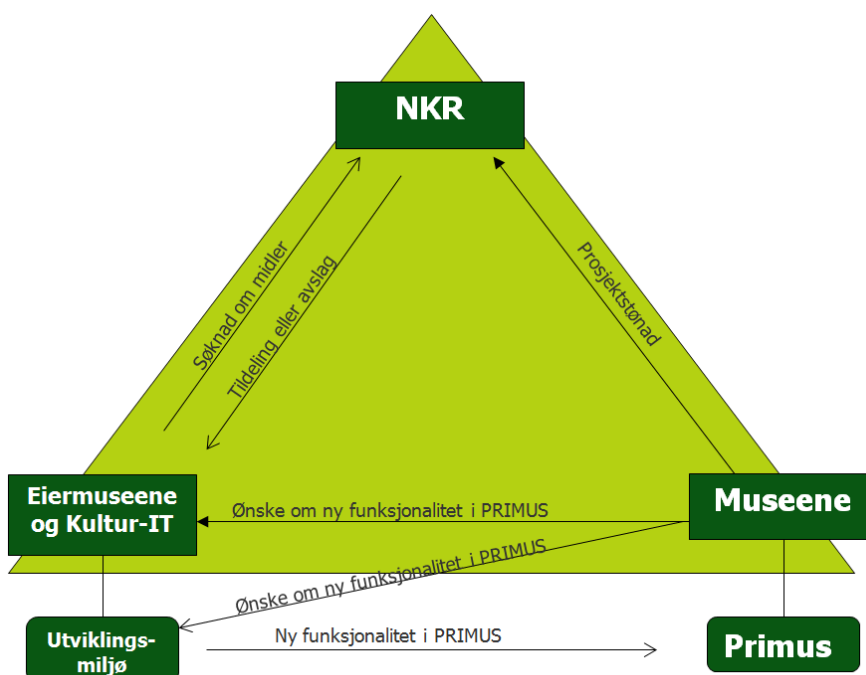 NKR
Søknad om midler
Tildeling eller avslag
Prosjektstønad
Eiermuseene
og Kultur-IT
Museene
Ønske om ny funksjonalitet i PRIMUS
Ønske om ny funksjonalitet i PRIMUS
Utviklings-
miljø
Ny funksjonalitet i PRIMUS
Primus